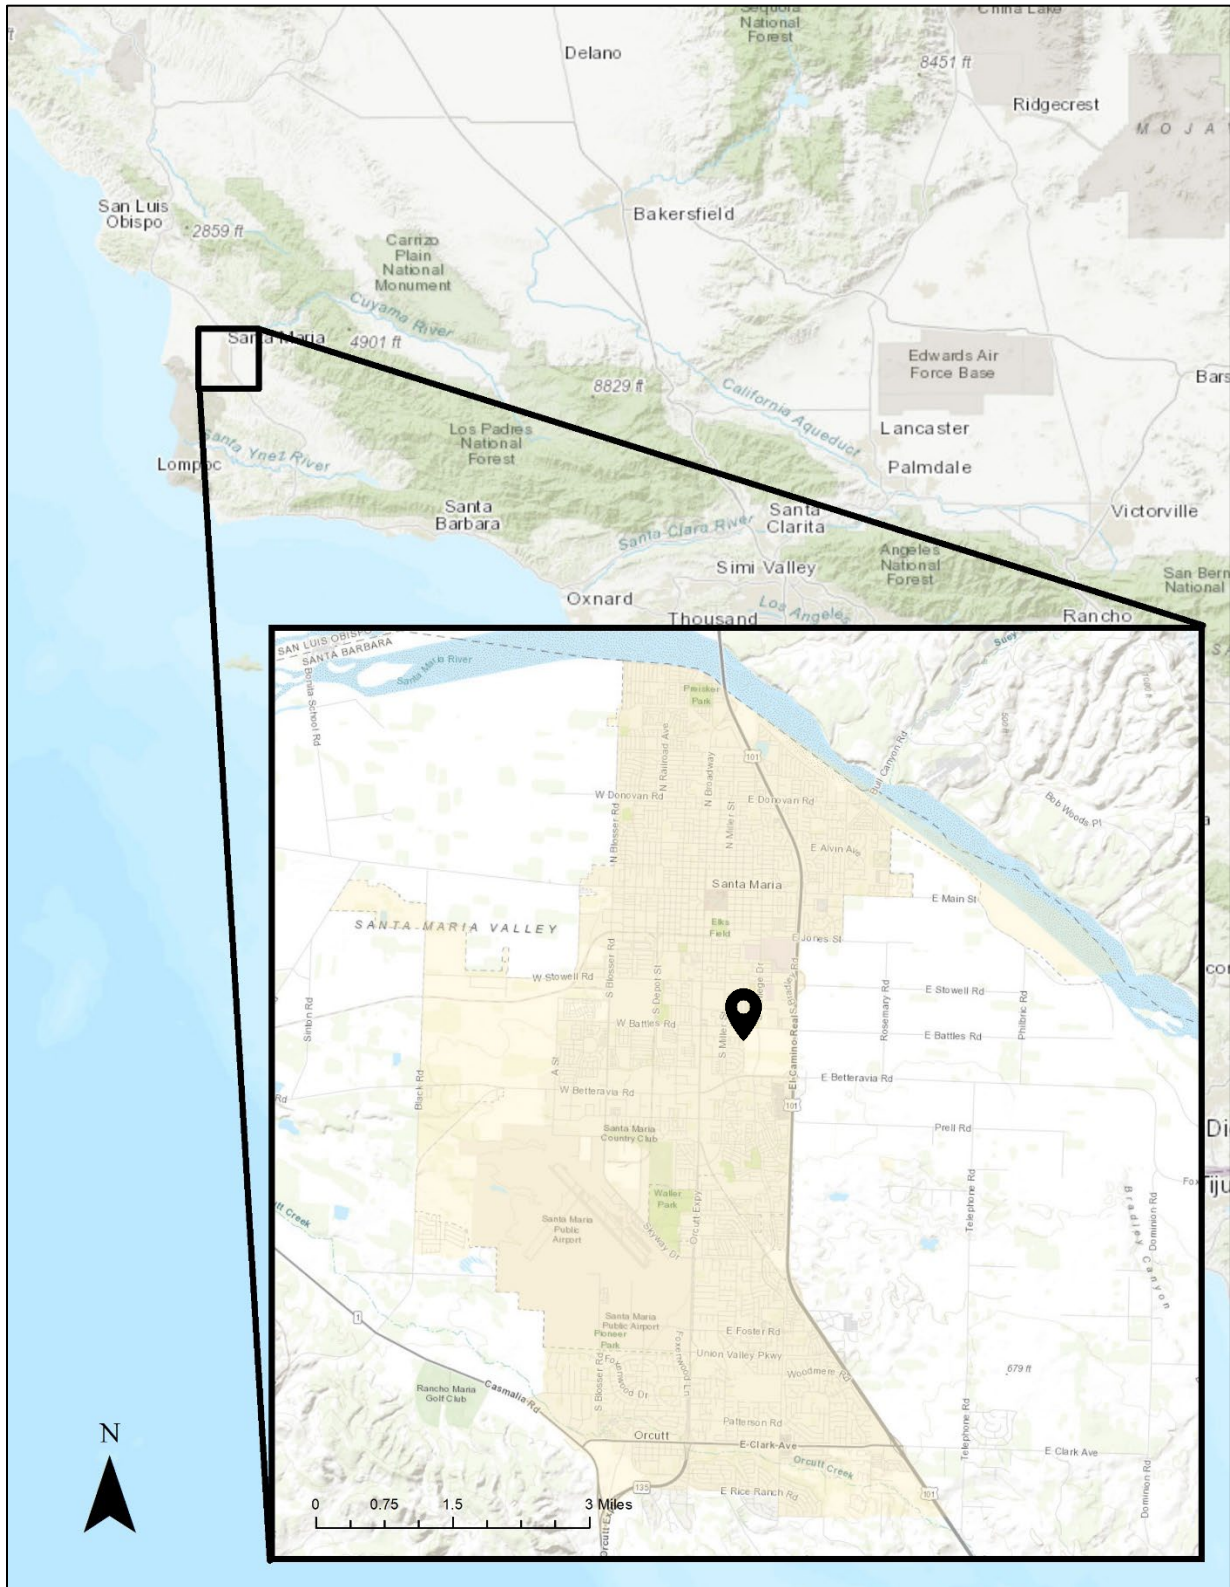 Sequoia
National
Forest
China Lake
Delano
8451 ft
Ridgecrest
M O J A
San Luis
Obispo
2859 ft
Bakersfield
Carrizo
Plain
National
Monument
Cuyama River
Santa Maria
4901 ft
8829 ft
Edwards Air
Force Base
Bars
California Aqueduct
Los Padres
National
Forest
Lancaster
Santa Ynez River
Lompoc
Palmdale
Santa
Barbara
Santa
Clarita
Victorville
Santa Clara River
Angeles
National
Forest
Simi Valley
San Bern
National
Oxnard
Thousand
Los Angeles
Rancho
SAN LUIS OBISPO
SANTA BARBARA
Santa Maria River
Suey
Bonita School Rd
Preisker
Park
N Railroad Ave
N Broadway
101
Bull Canyon Rd
W Donovan Rd
E Donovan Rd
Bob Woods Pl
N Blosser Rd
N Miller St
E Alvin Ave
Santa Maria
E Main St
SANTA MARIA VALLEY
Elks
Field
E Jones St
S Blosser Rd
S Depot St
W Stowell Rd
E Stowell Rd
Sinton Rd
Rosemary Rd
Philbric Rd
W Battles Rd
S Miller St
E Battles Rd
El Camino Real
A St
Black Rd
E Betteravia Rd
W Betteravia Rd
101
Santa Maria
Country Club
Prell Rd
Waller
Park
Orcutt Expy
Telephone Rd
Bradley Canyon
Dominion Rd
Santa Maria
Public
Airport
Skyway Dr
utt Creek
1
Santa Maria
Public Airport
Pioneer
Park
E Foster Rd
Union Valley Pkwy
Foxenwood Ln
Foxenwood Dr
S Blosser Rd
Woodmere Rd
679 ft
Rancho Maria
Golf Club
Casmalia Rd
Patterson Rd
Telephone Rd
Orcutt
E Clark Ave
E Clark Ave
Orcutt Creek
Dominion Rd
135
E Rice Ranch Rd
101
N
0 0.75 1.5 3 Miles